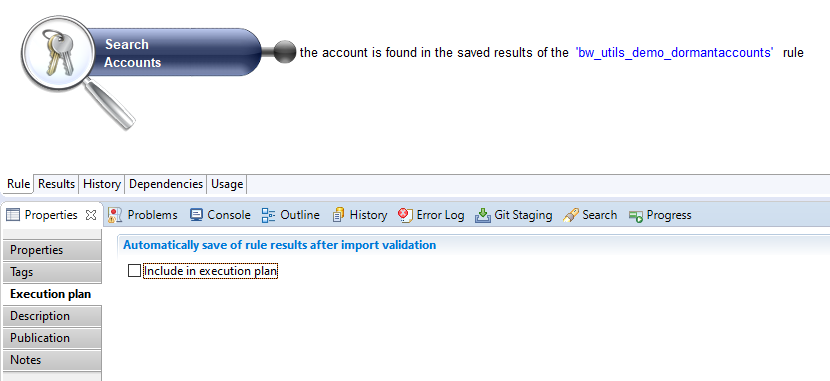 Search
Accounts
the account is found in the saved results of the 'bw_utils_demo_dormantaccounts' rule
Rule Results History Dependencies Usage
Properties Problems Console Outline History Error Log Git Staging Search Progress
Automatically save of rule results after import validation
Properties
Include in execution plan
Tags
Execution plan
Description
Publication
Notes